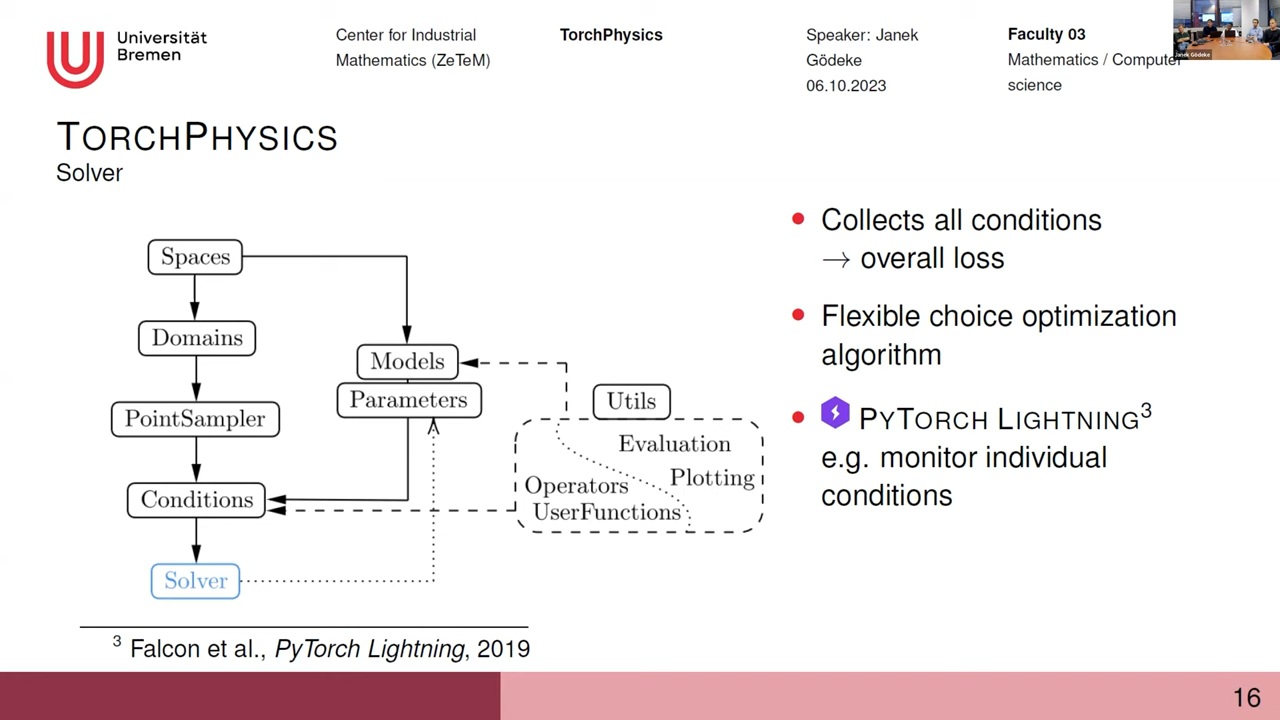 Universität
Bremen
Center for Industrial
Mathematics (ZeTeM)
TorchPhysics
Speaker: Janek
Gödeke
06.10.2023
Faculty 03
Mathematics / Computer
science
Janek Gödeke
TORCHPHYSICS
Solver
Spaces
Domains
Models
Parameters
PointSampler
Utils
Evaluation
Plotting
Operators
UserFunctions
Conditions
Solver
• Collects all conditions
→ overall loss
• Flexible choice optimization
algorithm
• PYTORCH LIGHTNING³
e.g. monitor individual
conditions
³ Falcon et al., PyTorch Lightning, 2019
16